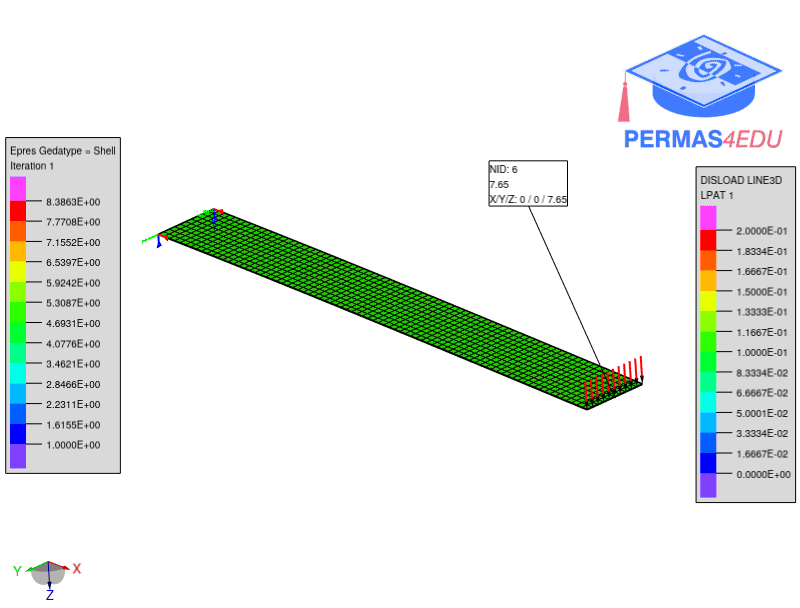 PERMAS4EDU
Epres Gedatype = Shell
Iteration 1
8.3863E+00
7.7708E+00
7.1552E+00
6.5397E+00
5.9242E+00
5.3087E+00
4.6931E+00
4.0776E+00
3.4621E+00
2.8466E+00
2.2311E+00
1.6155E+00
1.0000E+00
NID: 6
7.65
X/Y/Z: 0 / 0 / 7.65
DISLOAD LINE3D
LPAT 1
2.0000E-01
1.8334E-01
1.6667E-01
1.5000E-01
1.3333E-01
1.1667E-01
1.0000E-01
8.3334E-02
6.6667E-02
5.0001E-02
3.3334E-02
1.6667E-02
0.0000E+00
Y
X
Z